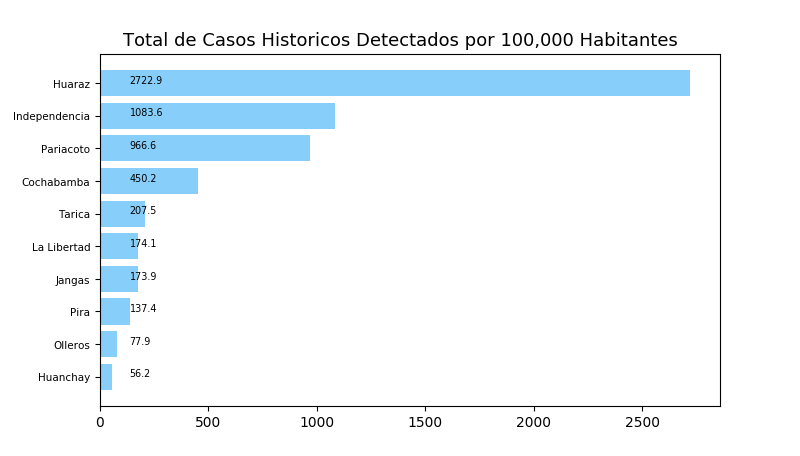 Total de Casos Historicos Detectados por 100,000 Habitantes
Huaraz 2722.9
Independencia 1083.6
Pariacoto 966.6
Cochabamba 450.2
Tarica 207.5
La Libertad 174.1
Jangas 173.9
Pira 137.4
Olleros 77.9
Huanchay 56.2
0 500 1000 1500 2000 2500